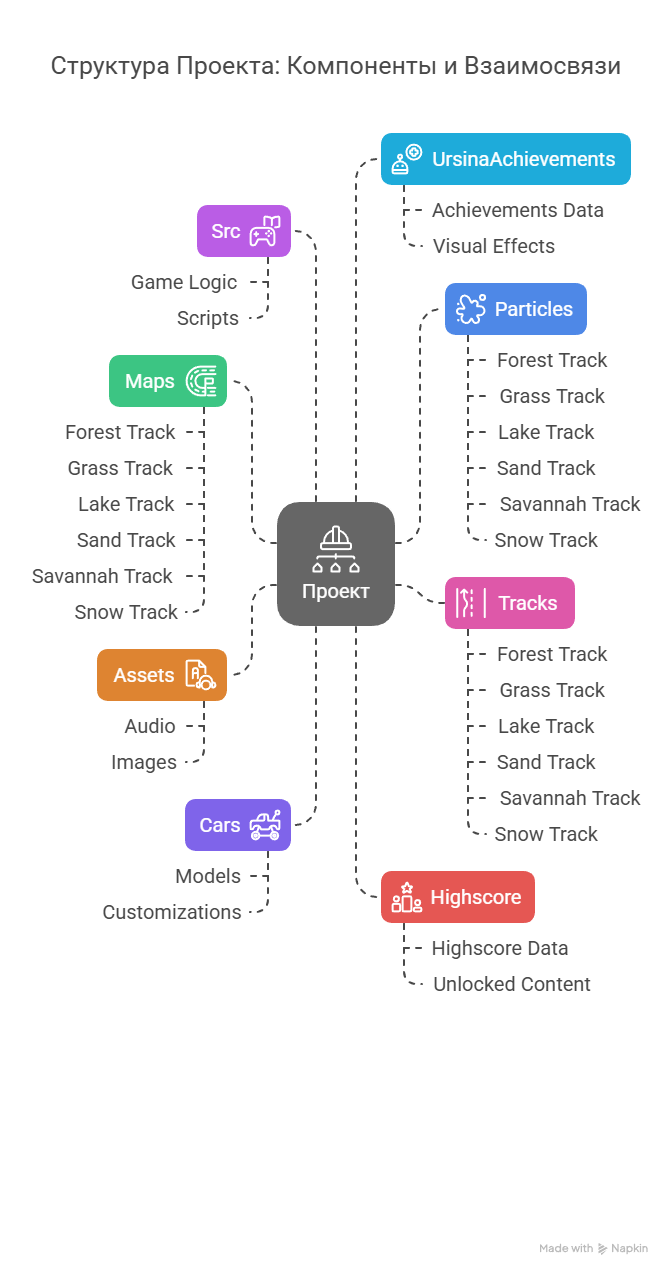 Структура Проекта: Компоненты и Взаимосвязи
UrsinaAchievements
Achievements Data
Visual Effects
Src
Game Logic
Scripts
Particles
Forest Track
Grass Track
Lake Track
Sand Track
Savannah Track
Snow Track
Maps
Forest Track
Grass Track
Lake Track
Sand Track
Savannah Track
Snow Track
Проект
Tracks
Forest Track
Grass Track
Lake Track
Sand Track
Savannah Track
Snow Track
Assets
Audio
Images
Cars
Models
Customizations
Highscore
Highscore Data
Unlocked Content
Made with Napkin